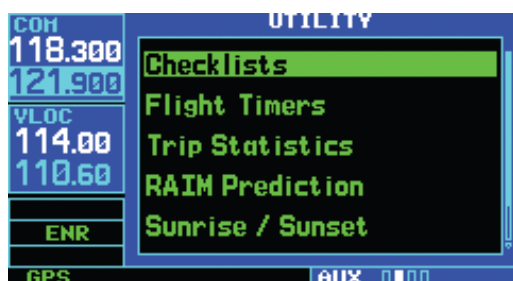 COM
118.300
121.900
VLOC
114.00
110.60
ENR
GPS
UTILITY
Checklists
Flight Timers
Trip Statistics
RAIM Prediction
Sunrise / Sunset
AUX